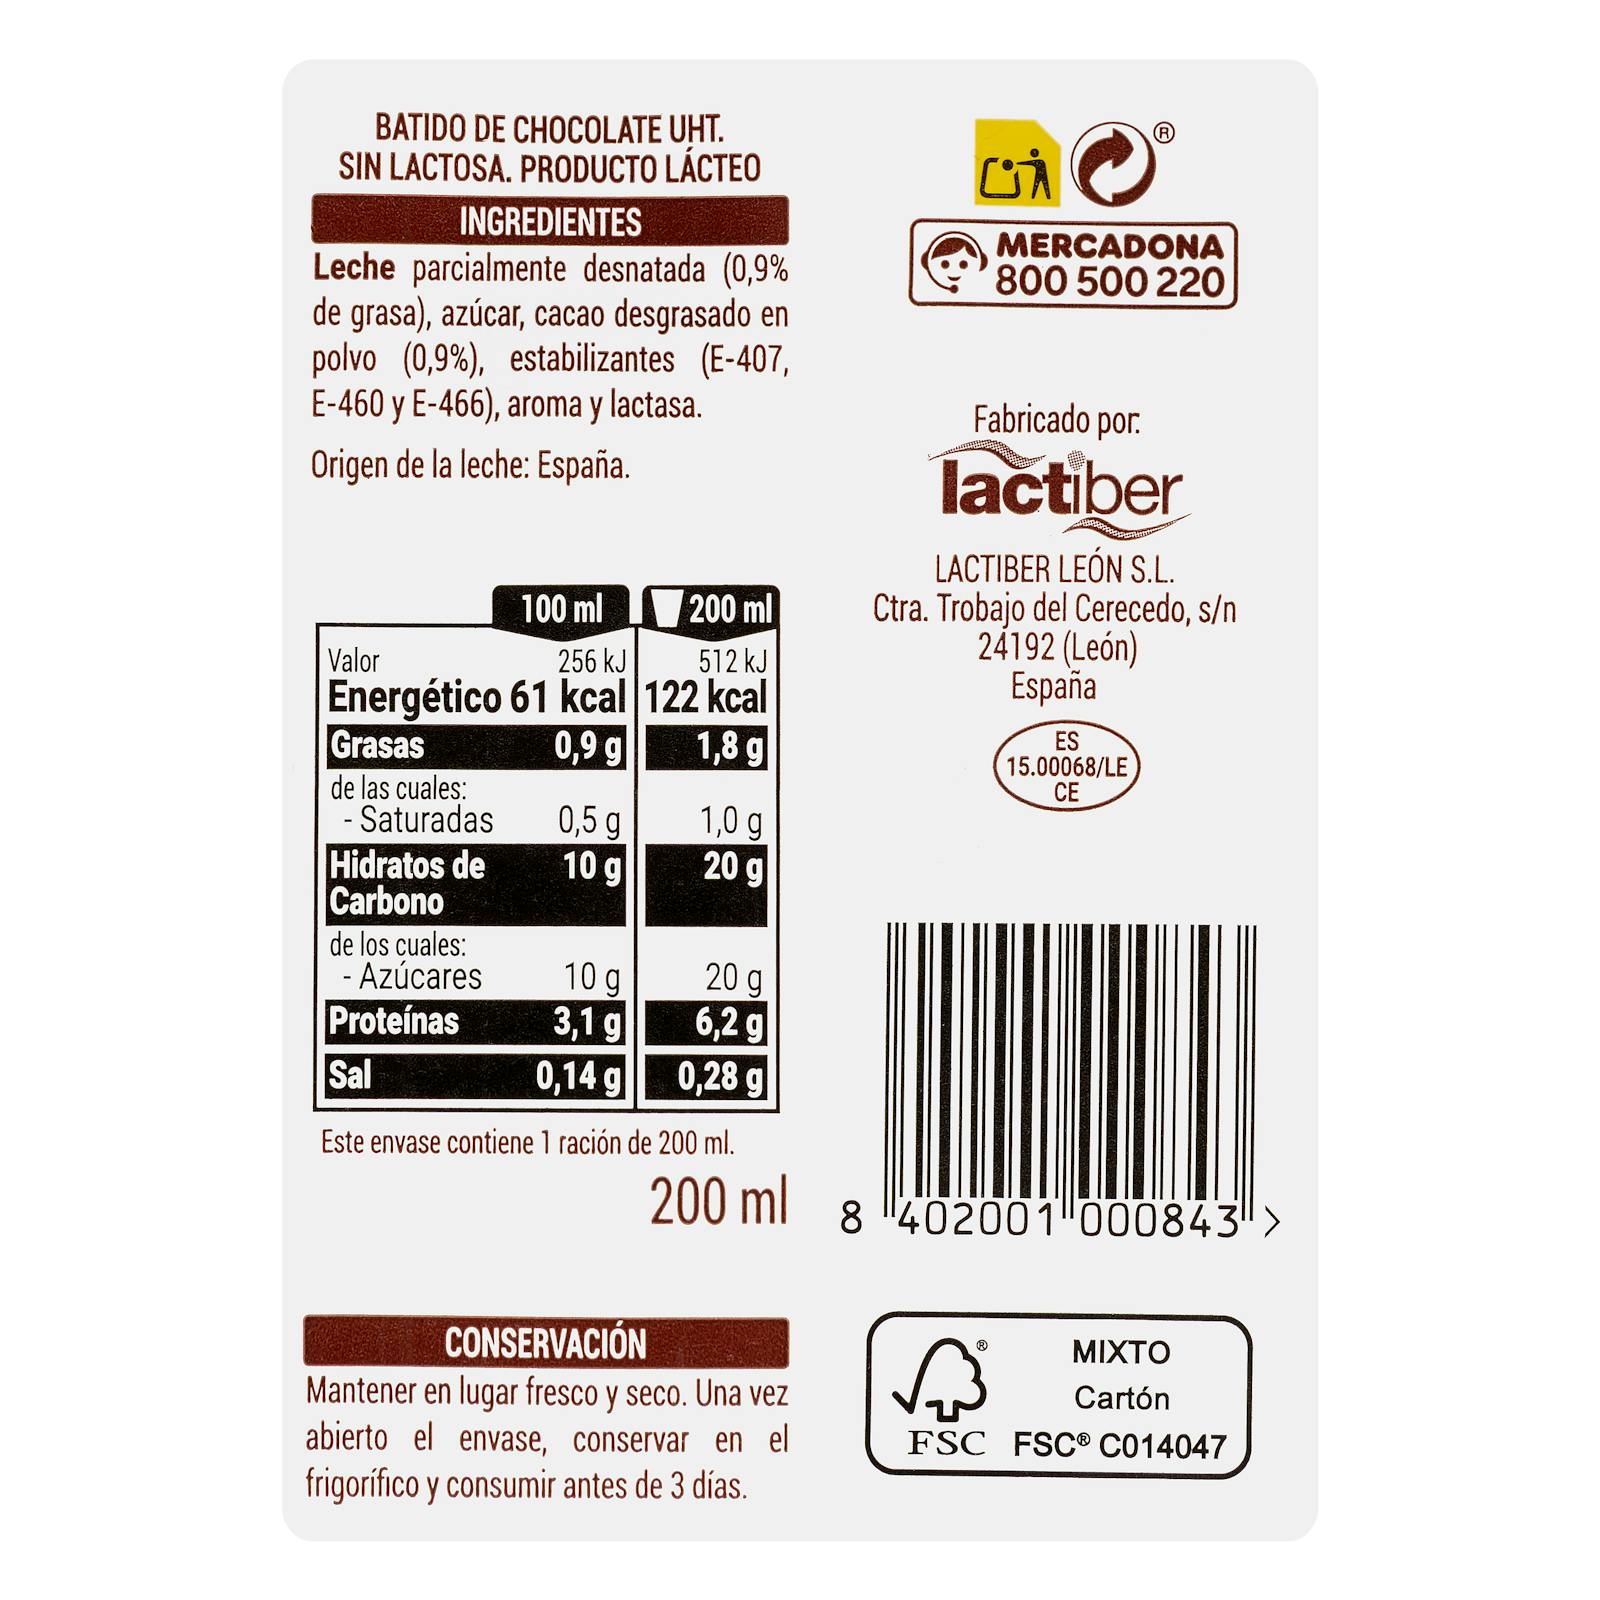 BATIDO DE CHOCOLATE UHT.
SIN LACTOSA. PRODUCTO LÁCTEO
INGREDIENTES
Leche parcialmente desnatada (0,9%
de grasa), azúcar, cacao desgrasado en
polvo (0,9%), estabilizantes (E-407,
E-460 y E-466), aroma y lactasa.
Origen de la leche: España.
100 ml 200 ml
Valor 256 kJ 512 kJ
Energético 61 kcal 122 kcal
Grasas 0,9 g 1,8 g
de las cuales:
- Saturadas 0,5 g 1,0 g
Hidratos de 10 g 20 g
Carbono
de los cuales:
- Azúcares 10 g 20 g
Proteínas 3,1 g 6,2 g
Sal 0,14 g 0,28 g
Este envase contiene 1 ración de 200 ml.
200 ml
CONSERVACIÓN
Mantener en lugar fresco y seco. Una vez
abierto el envase, conservar en el
frigorífico y consumir antes de 3 días.
®
MERCADONA
800 500 220
Fabricado por:
lactiber
LACTIBER LEÓN S.L.
Ctra. Trobajo del Cerecedo, s/n
24192 (León)
España
ES
15.00068/LE
CE
8 402001 000843 >
®
MIXTO
Cartón
FSC FSC® C014047